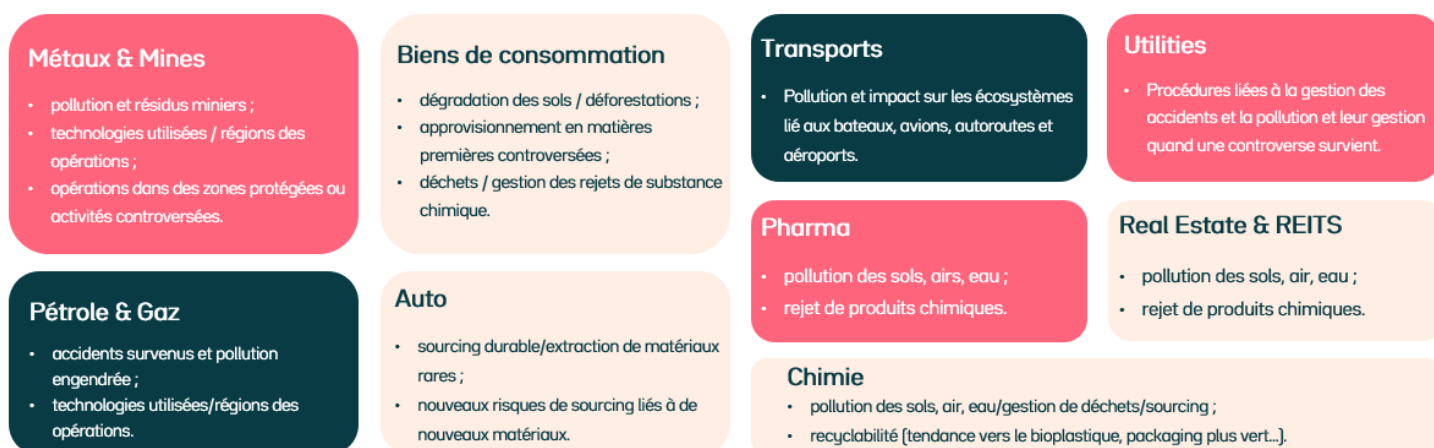 Métaux & Mines
• pollution et résidus miniers ;
• technologies utilisées / régions des
opérations ;
• opérations dans des zones protégées ou
activités controversées.
Biens de consommation
• dégradation des sols / déforestations ;
• approvisionnement en matières
premières controversées ;
• déchets / gestion des rejets de substance
chimique.
Transports
• Pollution et impact sur les écosystèmes
lié aux bateaux, avions, autoroutes et
aéroports.
Utilities
• Procédures liées à la gestion des
accidents et la pollution et leur gestion
quand une controverse survient.
Pharma
• pollution des sols, airs, eau ;
• rejet de produits chimiques.
Real Estate & REITS
• pollution des sols, air, eau ;
• rejet de produits chimiques.
Pétrole & Gaz
• accidents survenus et pollution
engendrée ;
• technologies utilisées/régions des
opérations.
Auto
• sourcing durable/extraction de matériaux
rares ;
• nouveaux risques de sourcing liés à de
nouveaux matériaux.
Chimie
• pollution des sols, air, eau/gestion de déchets/sourcing ;
• recyclabilité (tendance vers le bioplastique, packaging plus vert...).